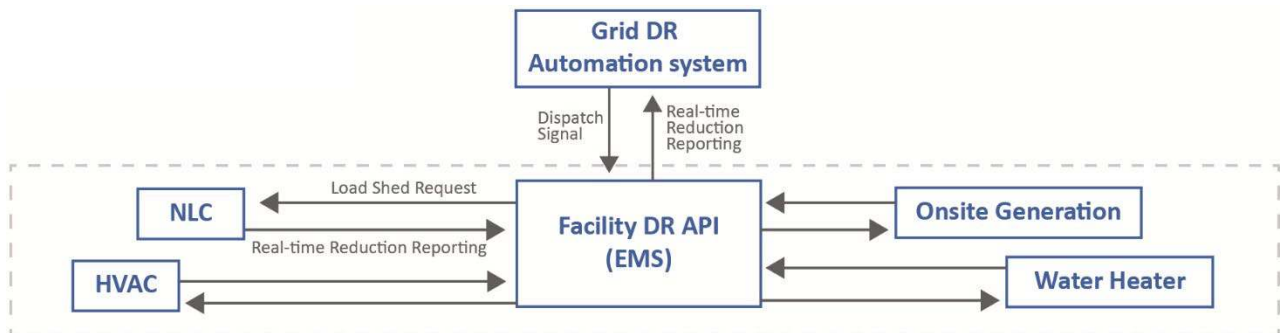 Grid DR
Automation system
Dispatch
Signal
Real-time
Reduction
Reporting
Load Shed Request
NLC
Real-time Reduction Reporting
HVAC
Facility DR API
(EMS)
Onsite Generation
Water Heater